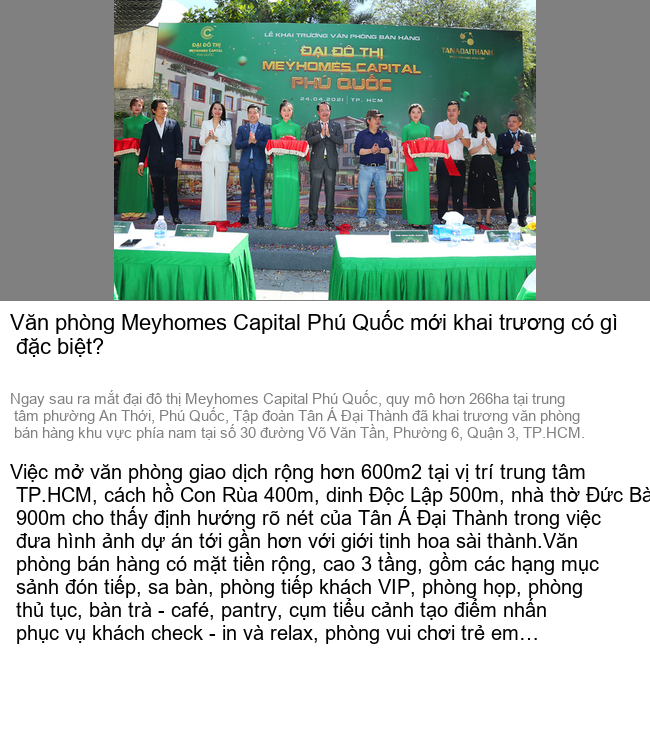 LỄ KHAI TRƯƠNG VĂN PHÒNG BÁN HÀNG
ĐẠI ĐÔ THỊ
MEYHOMES CAPITAL
ĐẠI ĐÔ THỊ
MEYHOMES CAPITAL
PHÚ QUỐC
TANADAITHANH
24.04.2021 | TP. HCM
Văn phòng Meyhomes Capital Phú Quốc mới khai trương có gì
đặc biệt?
Ngay sau ra mắt đại đô thị Meyhomes Capital Phú Quốc, quy mô hơn 266ha tại trung
tâm phường An Thới, Phú Quốc, Tập đoàn Tân Á Đại Thành đã khai trương văn phòng
bán hàng khu vực phía nam tại số 30 đường Võ Văn Tần, Phường 6, Quận 3, TP.HCM.
Việc mở văn phòng giao dịch rộng hơn 600m2 tại vị trí trung tâm
TP.HCM, cách hồ Con Rùa 400m, dinh Độc Lập 500m, nhà thờ Đức Bà
900m cho thấy định hướng rõ nét của Tân Á Đại Thành trong việc
đưa hình ảnh dự án tới gần hơn với giới tinh hoa sài thành.Văn
phòng bán hàng có mặt tiền rộng, cao 3 tầng, gồm các hạng mục
sảnh đón tiếp, sa bàn, phòng tiếp khách VIP, phòng họp, phòng
thủ tục, bàn trà - café, pantry, cụm tiểu cảnh tạo điểm nhấn
phục vụ khách check - in và relax, phòng vui chơi trẻ em…